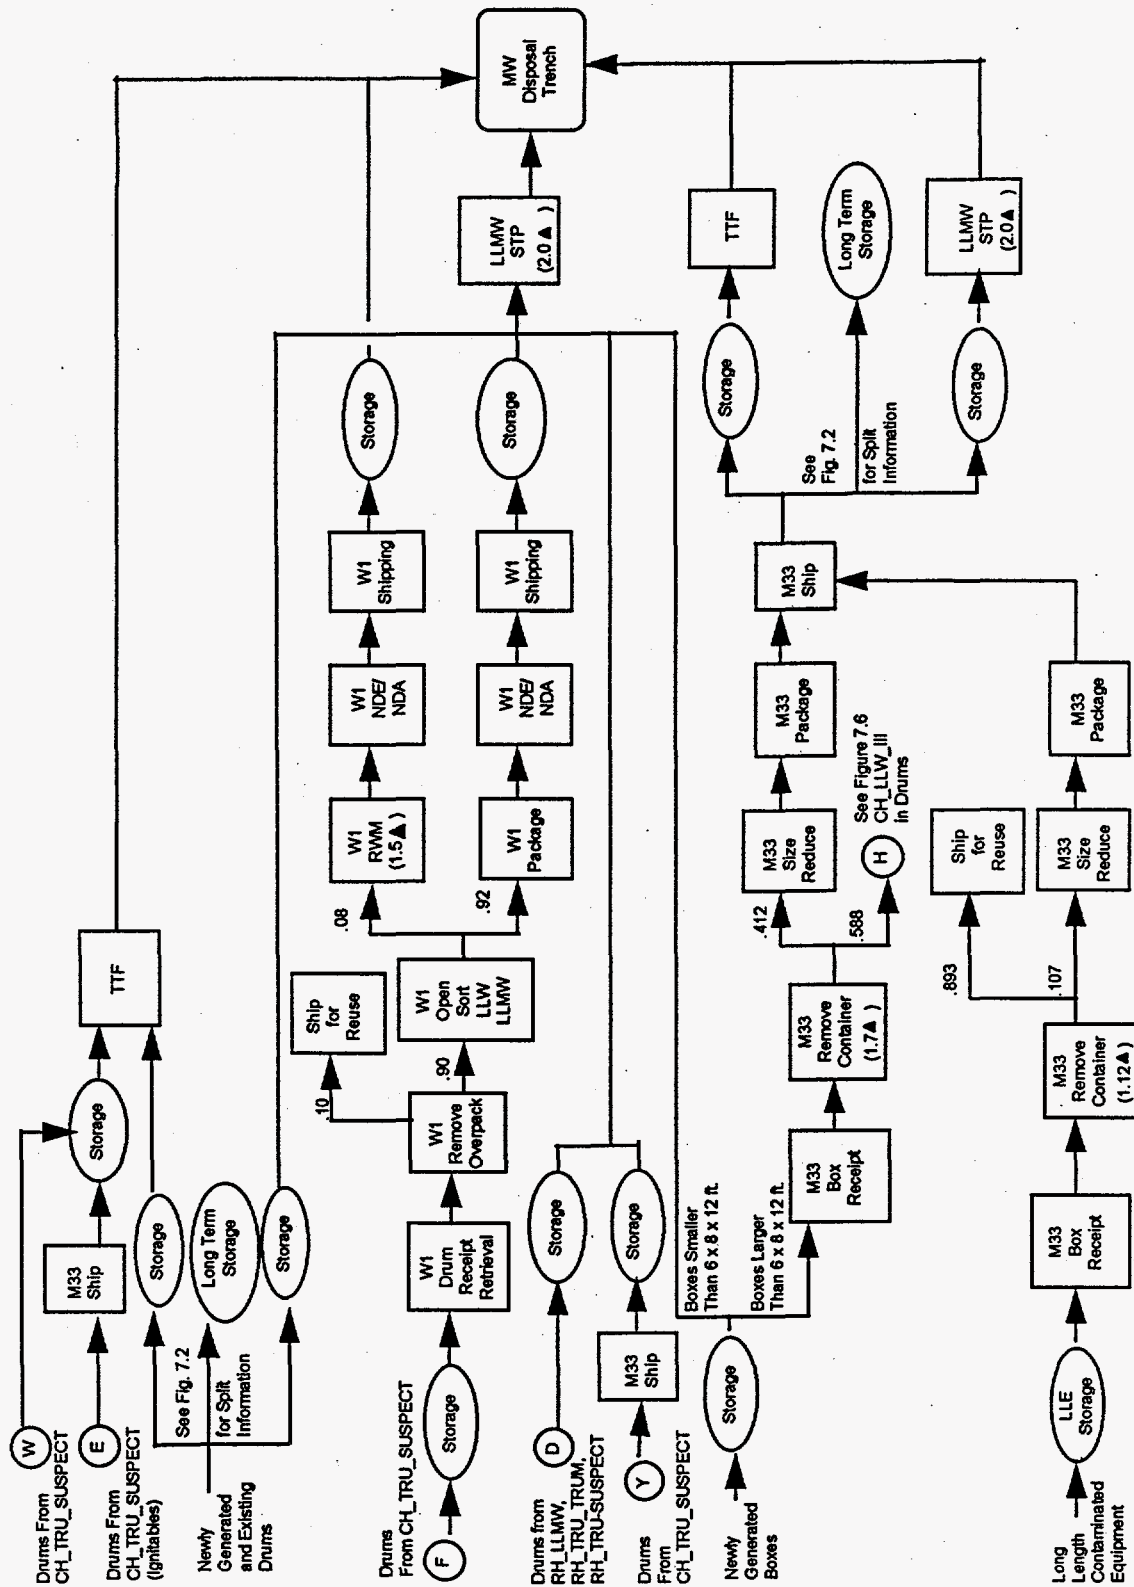 W
Drums From
CH_TRU_SUSPECT
E
Drums From
CH_TRU_SUSPECT
(Ignitables)
M33
Ship
Storage
TTF
Newly
Generated
and Existing
Drums
See Fig. 7.2
for Split
Information
Storage
Long Term
Storage
Storage
MW
Disposal
Trench
Drums
From CH_TRU_SUSPECT
F
Storage
W1
Drum
Receipt
Retrieval
W1
Remove
Overpack
.10
Ship
for
Reuse
.90
W1
Open
Sort
LLW
LLMW
.08
W1
RWM
(1.5▲)
W1
NDE/
NDA
W1
Shipping
Storage
.92
W1
Package
W1
NDE/
NDA
W1
Shipping
Storage
LLMW
STP
(2.0▲)
Drums from
RH_LLMW,
RH_TRU_TRUM,
RH_TRU-SUSPECT
D
Storage
Drums
From
CH_TRU_SUSPECT
Y
M33
Ship
Storage
Newly
Generated
Boxes
Storage
Boxes Smaller
Than 6 x 8 x 12 ft.
Boxes Larger
Than 6 x 8 x 12 ft.
M33
Box
Receipt
M33
Remove
Container
(1.7▲)
.412
M33
Size
Reduce
M33
Package
M33
Ship
.588
H
See Figure 7.6
CH_LLW_III
in Drums
See
Fig. 7.2
for Split
Information
Storage
TTF
Long Term
Storage
Storage
LLMW
STP
(2.0▲)
Long
Length
Contaminated
Equipment
LLE
Storage
M33
Box
Receipt
M33
Remove
Container
(1.12▲)
.893
Ship
for
Reuse
.107
M33
Size
Reduce
M33
Package